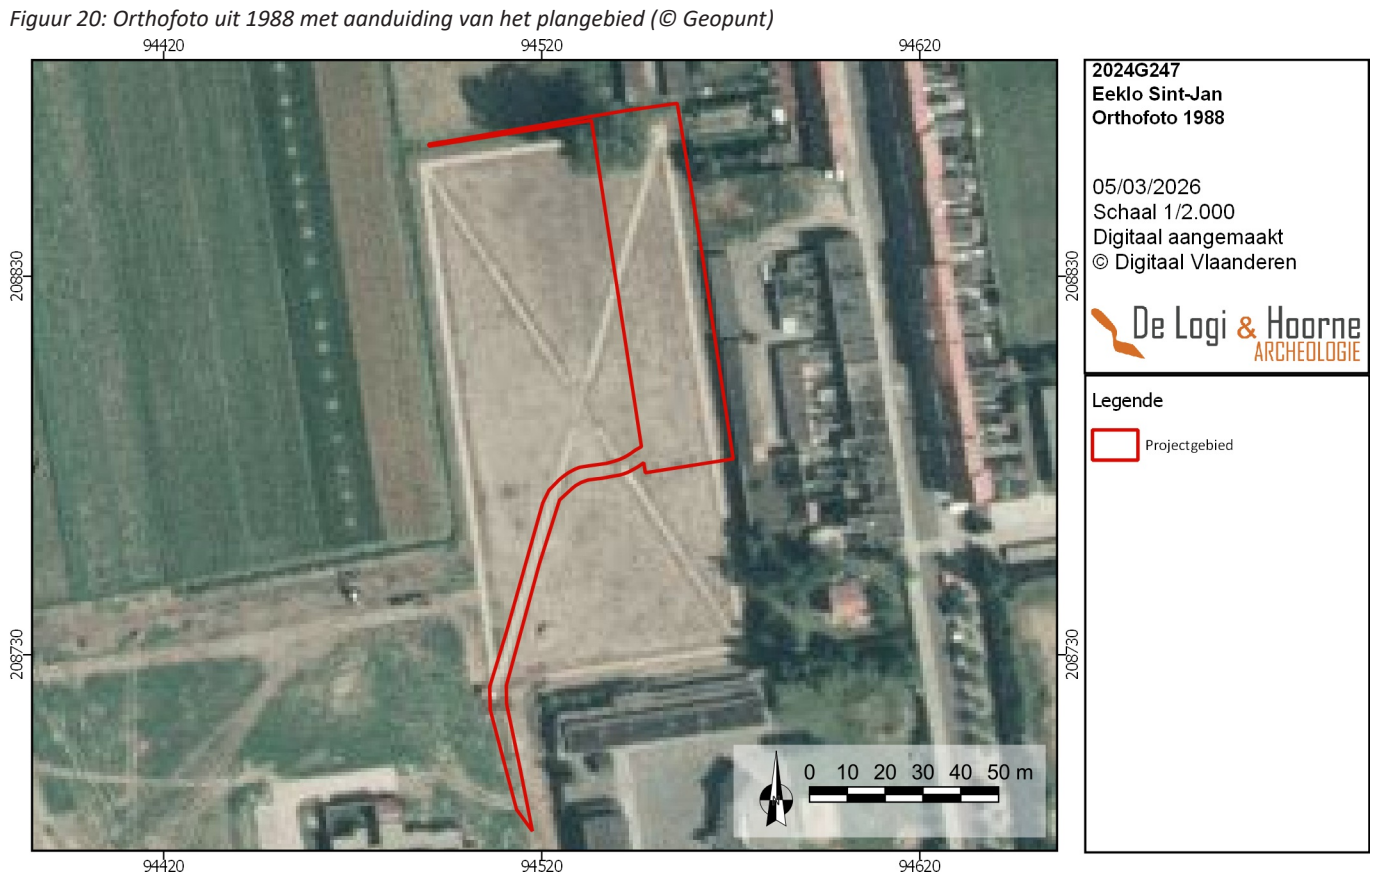 Figuur 20: Orthofoto uit 1988 met aanduiding van het plangebied (© Geopunt)
94420 94520 94620
2024G247
Eeklo Sint-Jan
Orthofoto 1988
05/03/2026
Schaal 1/2.000
Digitaal aangemaakt
© Digitaal Vlaanderen
208830
208830
De Logi & Hoorne
ARCHEOLOGIE
Legende
Projectgebied
208730
208730
0 10 20 30 40 50 m
N
94420 94520 94620